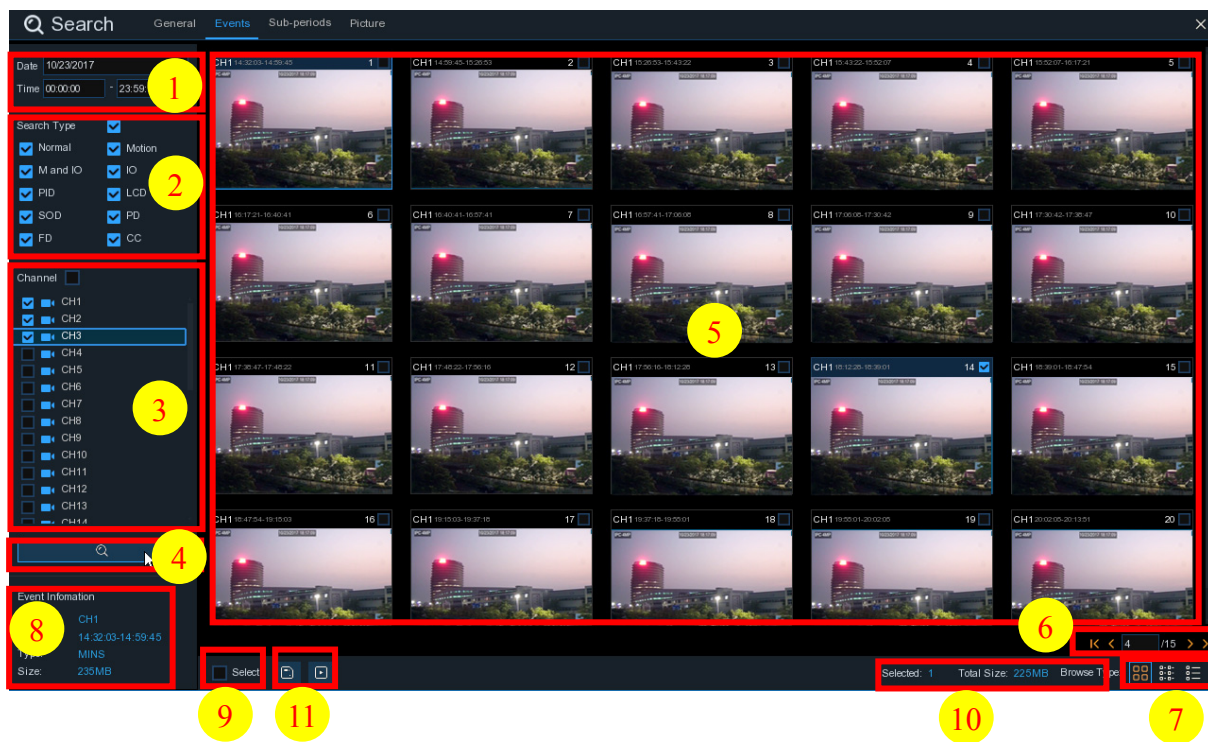 Search General Events Sub-periods Picture
Date 10/23/2017
Time 00:00:00 - 23:59:
1
Search Type
Normal Motion
M and IO IO
2
PID LCD
SOD PD
FD CC
Channel
CH1
CH2
CH3
CH4
CH5
CH6
CH7
3
CH8
CH9
CH10
CH11
CH12
CH13
CH14
4
Event Infomation
CH1
8
14:32:03-14:59:45
MINS
Size: 235MB
CH1 14:32:03-14:59:45 1 CH1 14:59:45-15:26:53 2 CH1 15:26:53-15:43:22 3 CH1 15:43:22-15:52:07 4 CH1 15:52:07-16:17:21 5
CH1 16:17:21-16:40:41 6 CH1 16:40:41-16:57:41 7 CH1 16:57:41-17:06:08 8 CH1 17:06:08-17:30:42 9 CH1 17:30:42-17:38:47 10
5
CH1 17:38:47-17:48:22 11 CH1 17:48:22-17:56:16 12 CH1 17:56:16-18:12:28 13 CH1 18:12:28-18:39:01 14 CH1 18:39:01-18:47:54 15
CH1 18:47:54-19:15:03 16 CH1 19:15:03-19:37:18 17 CH1 19:37:18-19:55:01 18 CH1 19:55:01-20:02:05 19 CH1 20:02:05-20:13:51 20
6
4 /15
Select Selected: 1 Total Size: 225MB Browse Type
9 11 10 7